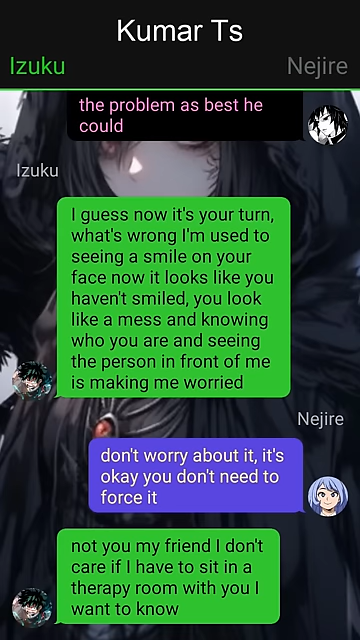 Kumar Ts
Izuku
Nejire
the problem as best he
could
Izuku
I guess now it's your turn,
what's wrong I'm used to
seeing a smile on your
face now it looks like you
haven't smiled, you look
like a mess and knowing
who you are and seeing
the person in front of me
is making me worried
Nejire
don't worry about it, it's
okay you don't need to
force it
not you my friend I don't
care if I have to sit in a
therapy room with you I
want to know